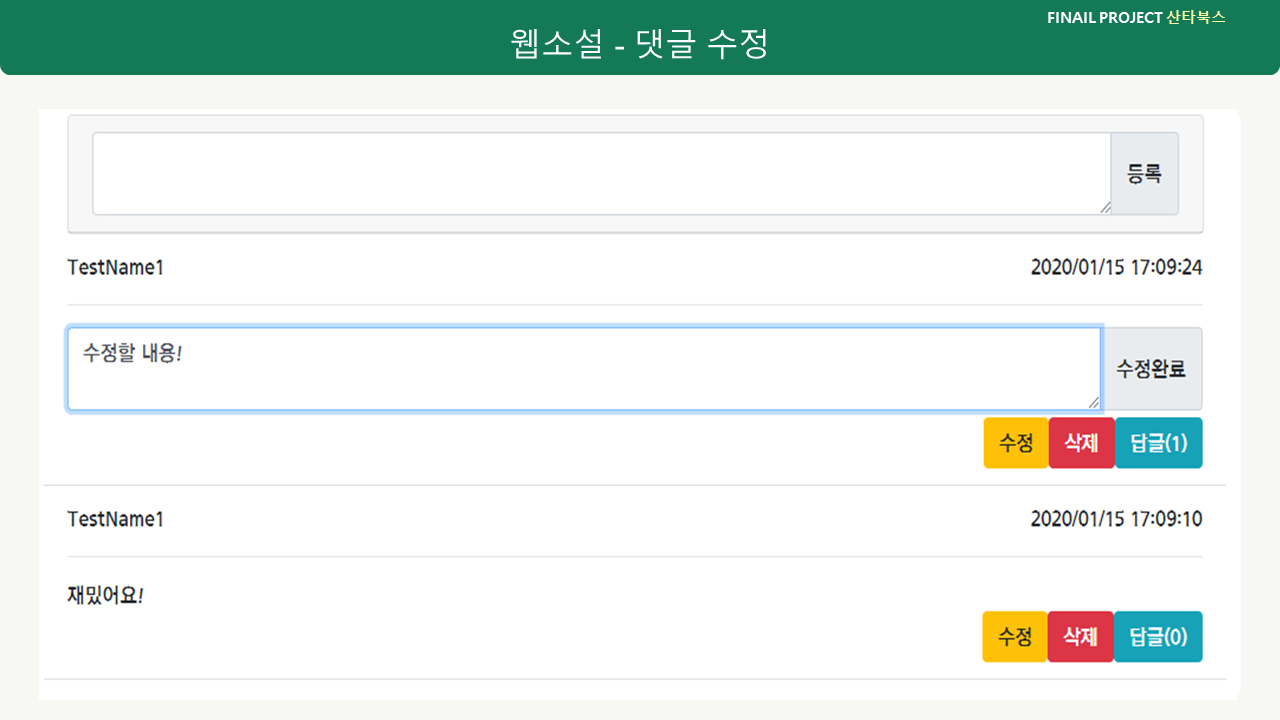 FINAIL PROJECT 산타북스
웹소설 - 댓글 수정
등록
TestName1 2020/01/15 17:09:24
수정할 내용!
수정완료
수정 삭제 답글(1)
TestName1 2020/01/15 17:09:10
재밌어요!
수정 삭제 답글(0)